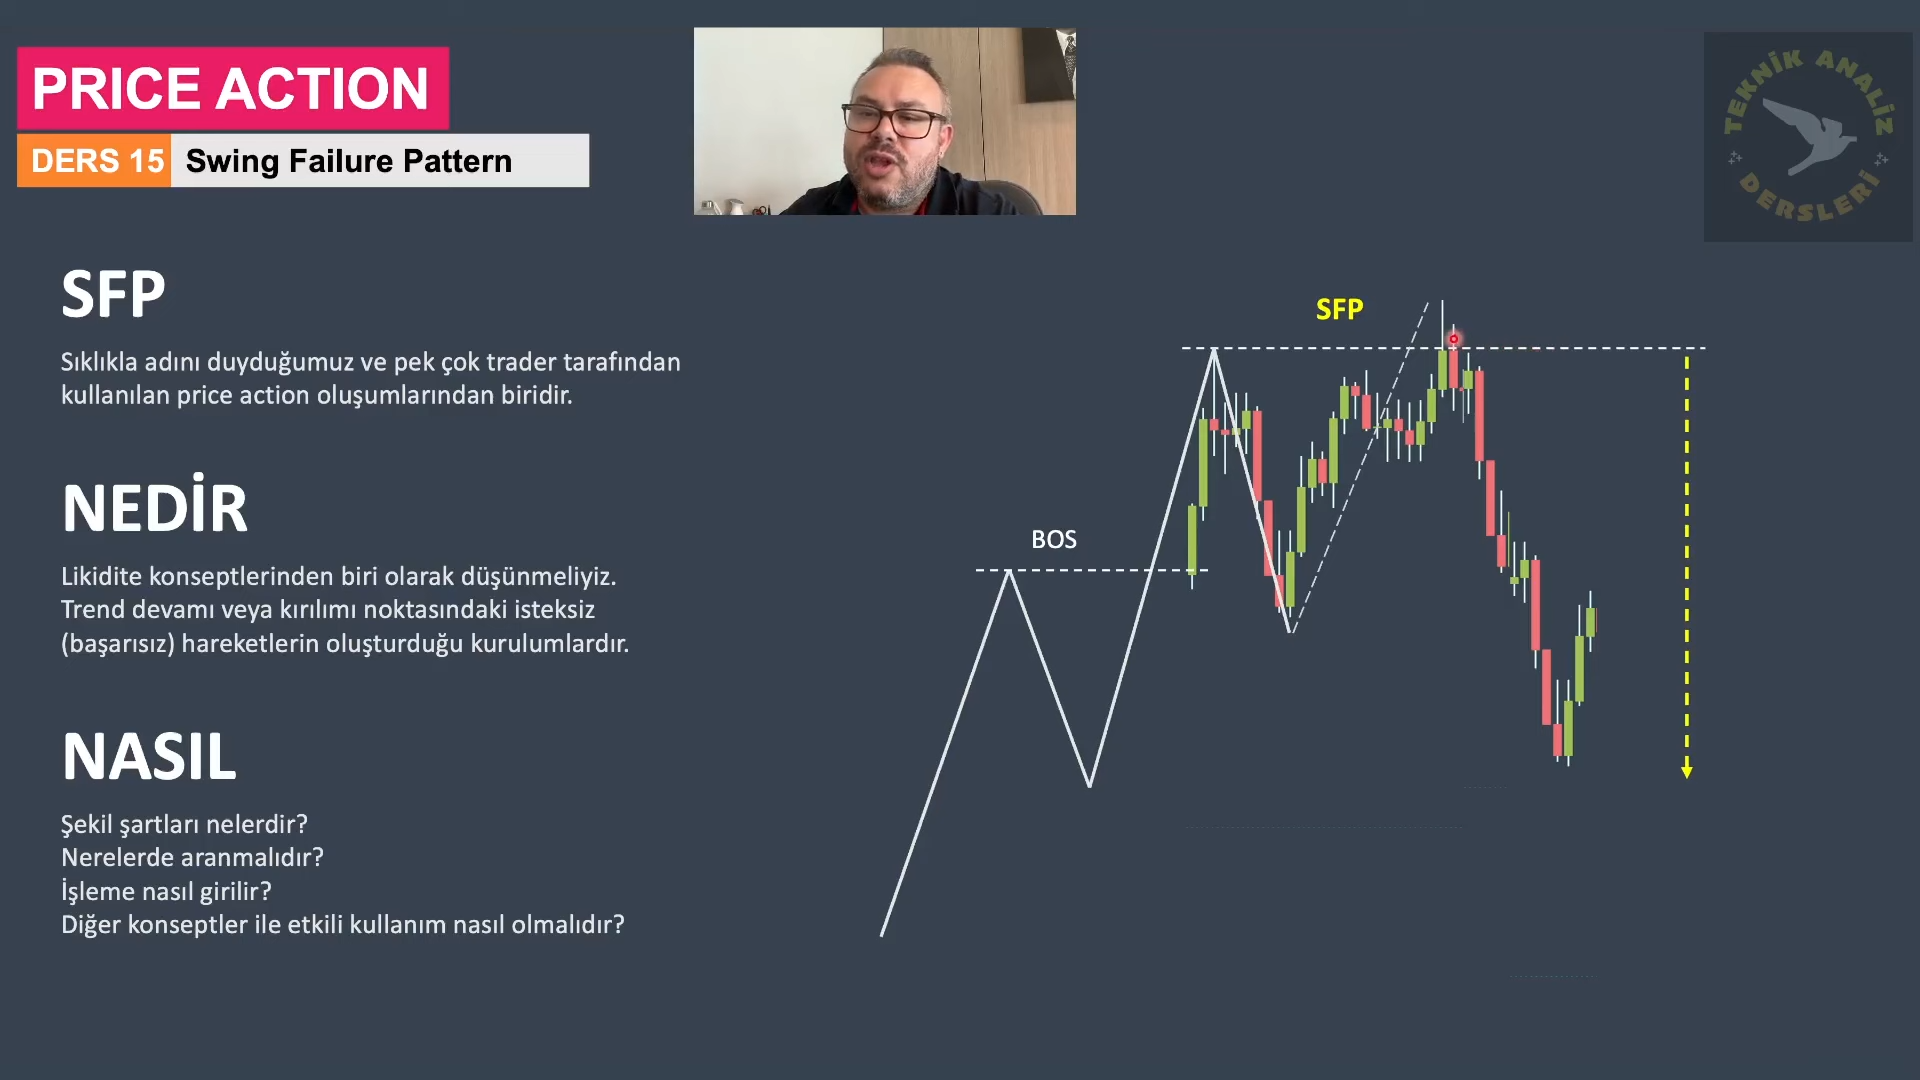 PRICE ACTION
DERS 15 Swing Failure Pattern
TEKNİK ANALİZ
DERSLERİ
SFP
Sıklıkla adını duyduğumuz ve pek çok trader tarafından
kullanılan price action oluşumlarından biridir.
NEDİR
Likidite konseptlerinden biri olarak düşünmeliyiz.
Trend devamı veya kırılımı noktasındaki isteksiz
(başarısız) hareketlerin oluşturduğu kurulumlardır.
NASIL
Şekil şartları nelerdir?
Nerelerde aranmalıdır?
İşleme nasıl girilir?
Diğer konseptler ile etkili kullanım nasıl olmalıdır?
SFP
BOS